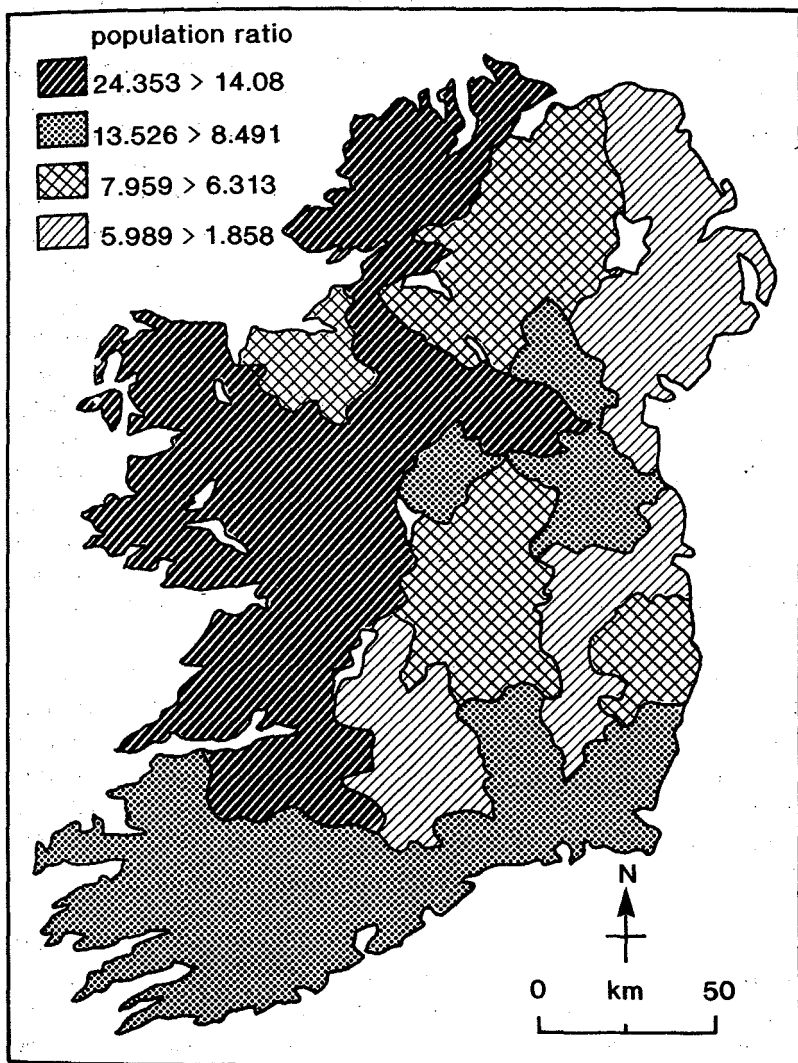 population ratio
24.353 > 14.08
13.526 > 8.491
7.959 > 6.313
5.989 > 1.858
N
0 km 50